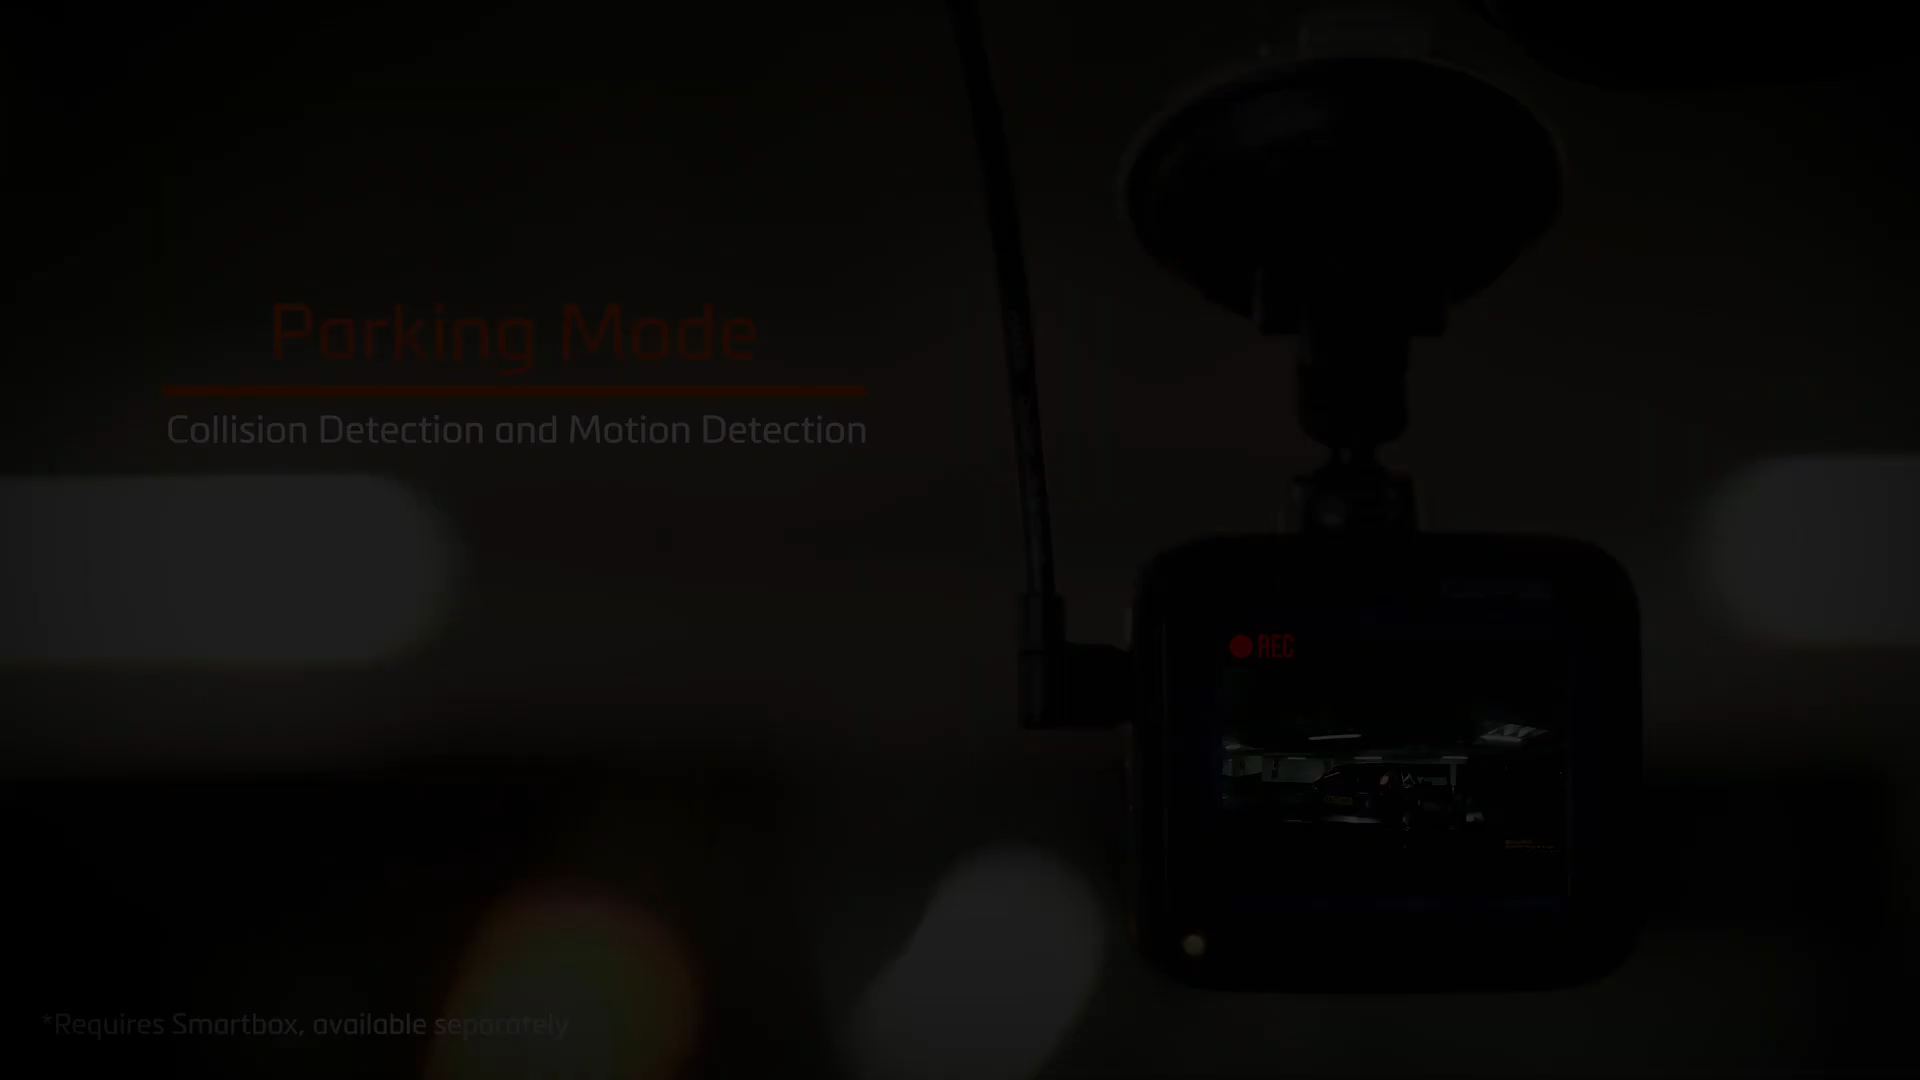 Parking Mode
Collision Detection and Motion Detection
REC
*Requires Smartbox, available separately